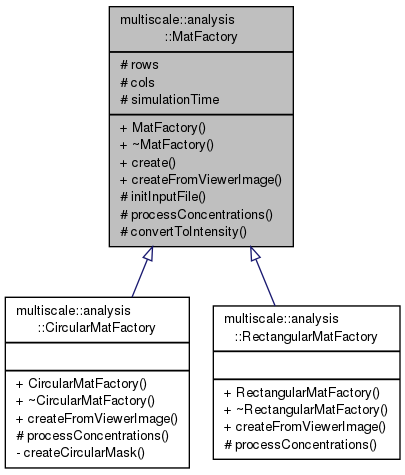 multiscale::analysis
::MatFactory
# rows
# cols
# simulationTime
+ MatFactory()
+ ~MatFactory()
+ create()
+ createFromViewerImage()
# initInputFile()
# processConcentrations()
# convertToIntensity()
multiscale::analysis
::CircularMatFactory
+ CircularMatFactory()
+ ~CircularMatFactory()
+ createFromViewerImage()
# processConcentrations()
- createCircularMask()
multiscale::analysis
::RectangularMatFactory
+ RectangularMatFactory()
+ ~RectangularMatFactory()
+ createFromViewerImage()
# processConcentrations()